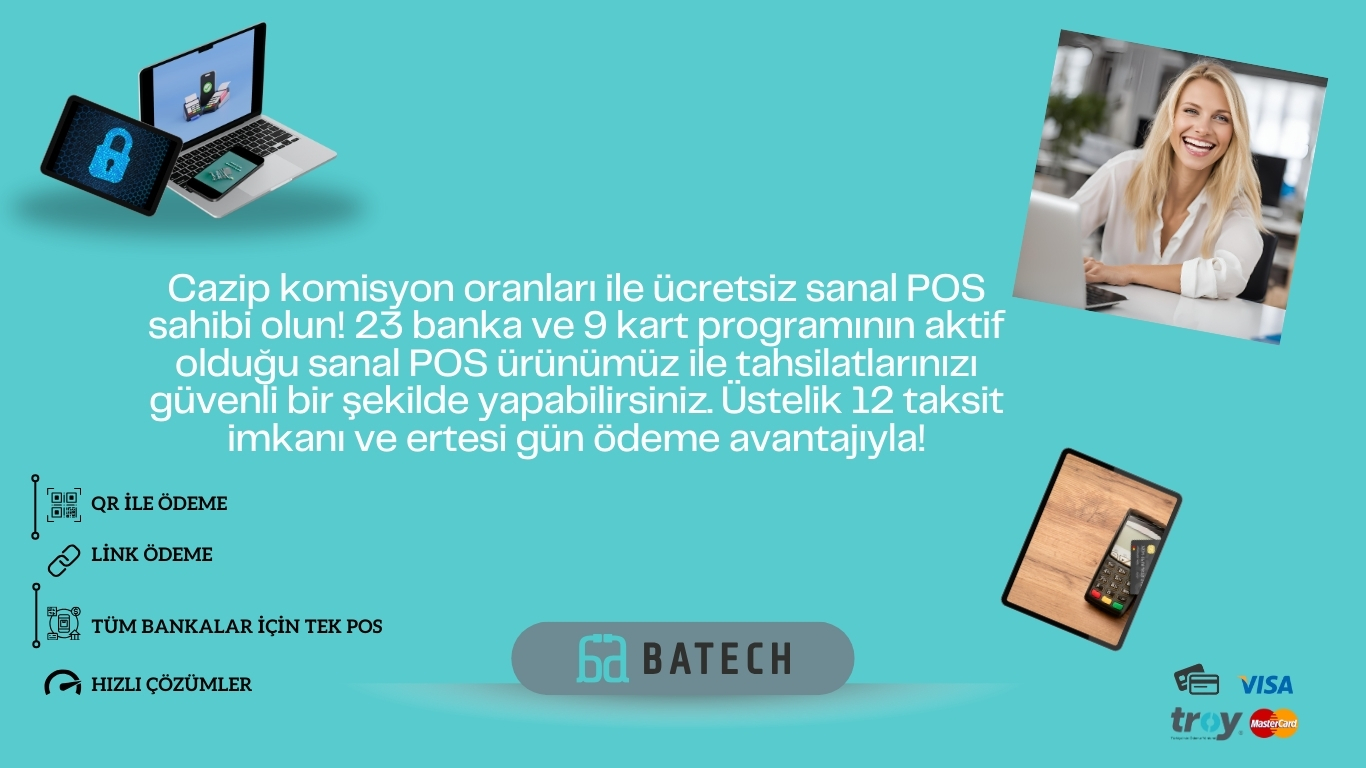 Cazip komisyon oranları ile ücretsiz sanal POS
sahibi olun! 23 banka ve 9 kart programının aktif
olduğu sanal POS ürünümüz ile tahsilatlarınızı
güvenli bir şekilde yapabilirsiniz. Üstelik 12 taksit
imkanı ve ertesi gün ödeme avantajıyla!
QR İLE ÖDEME
LİNK ÖDEME
TÜM BANKALAR İÇİN TEK POS
HIZLI ÇÖZÜMLER
BATECH
VISA
troy
MasterCard